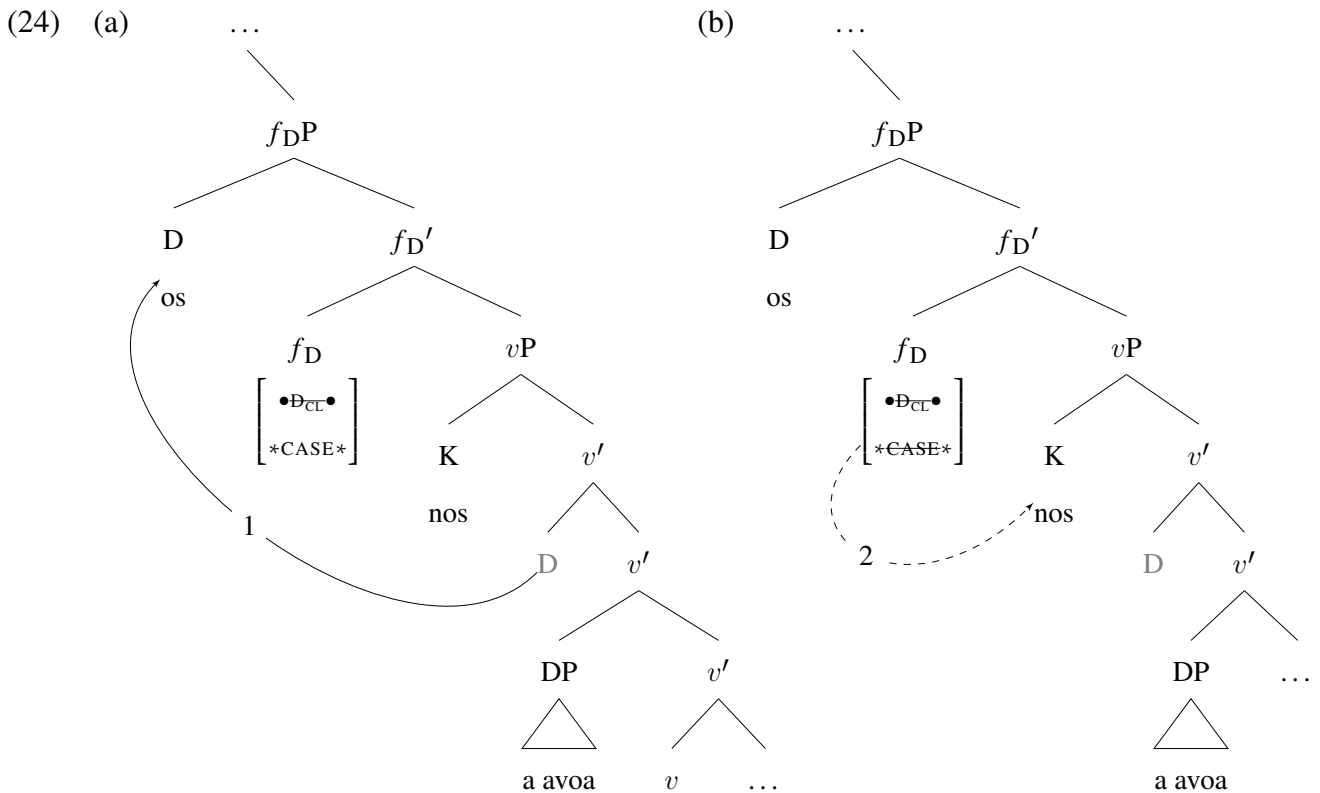 (24) (a) … (b) …
f_DP f_DP
D f_D′ D f_D′
os os
f_D vP f_D vP
•D_CL• •D_CL•
∗CASE∗ K v′ ∗CASE∗ K v′
nos nos
1 2
D v′ D v′
DP v′ DP …
a avoa v … a avoa